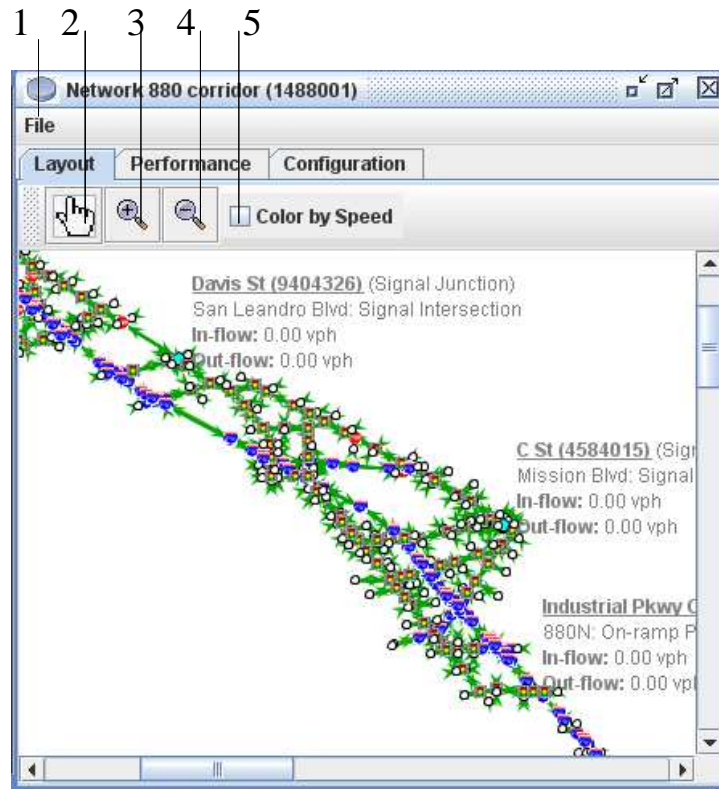 1 2 3 4 5
Network 880 corridor (1488001)
File
Layout Performance Configuration
Color by Speed
Davis St (9404326) (Signal Junction)
San Leandro Blvd: Signal Intersection
In-flow: 0.00 vph
Out-flow: 0.00 vph
C St (4584015) (Sigr
Mission Blvd: Signal
In-flow: 0.00 vph
Out-flow: 0.00 vph
Industrial Pkwy C
880N: On-ramp P
In-flow: 0.00 vph
Out-flow: 0.00 vpl